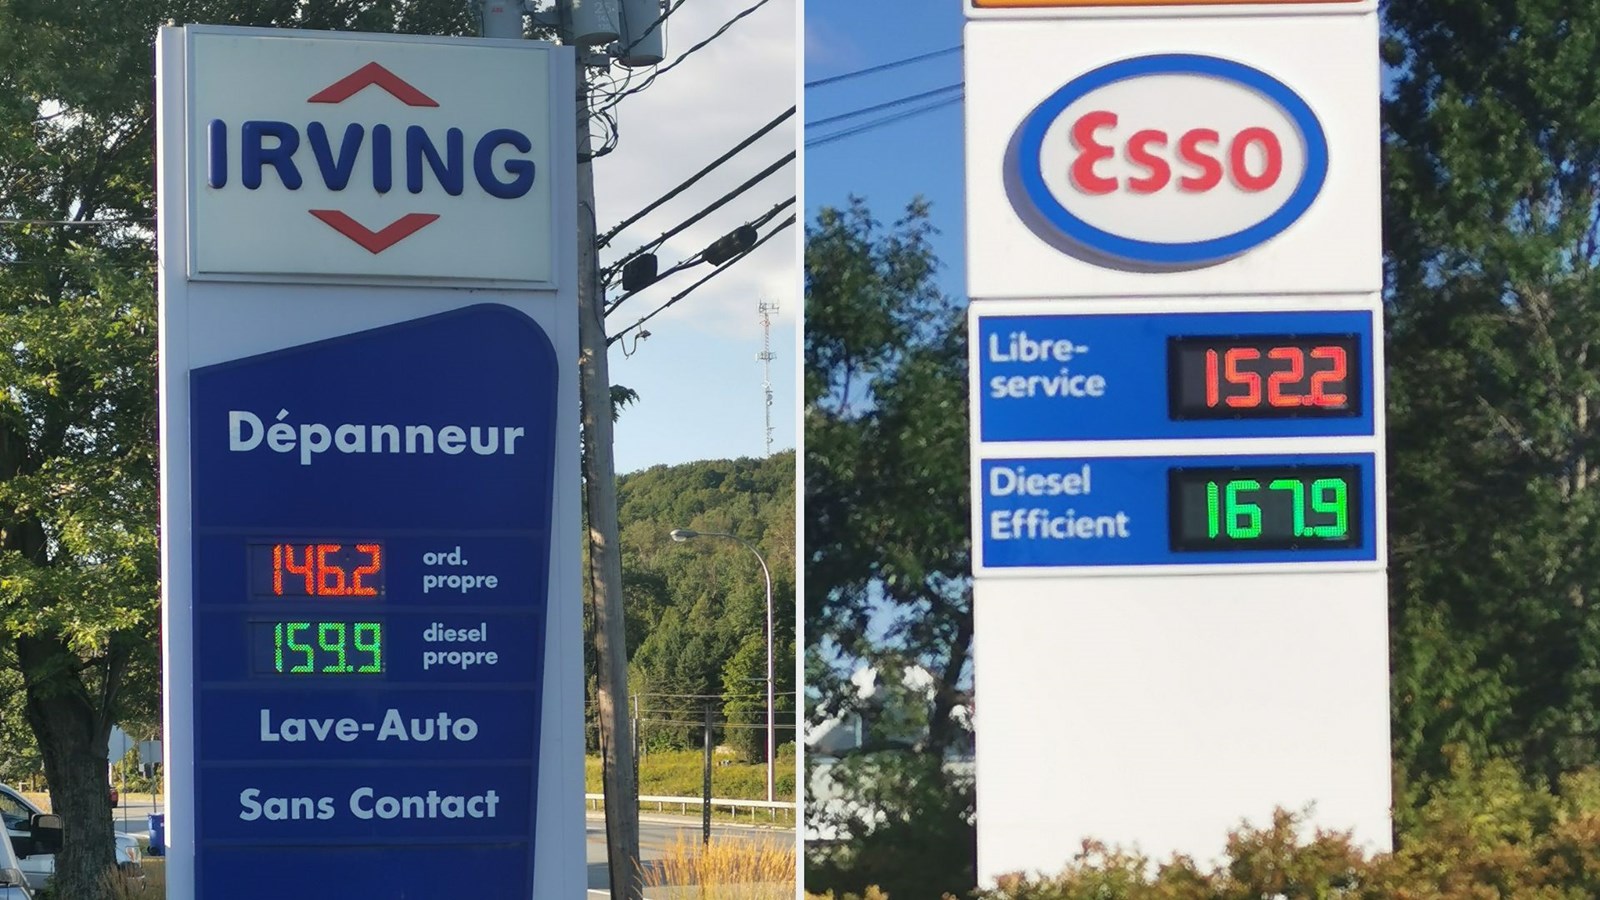 IRVING
Dépanneur
146.2
ord.
propre
159.9
diesel
propre
Lave-Auto
Sans Contact
Esso
Libre-
service
152.2
Diesel
Efficient
167.9